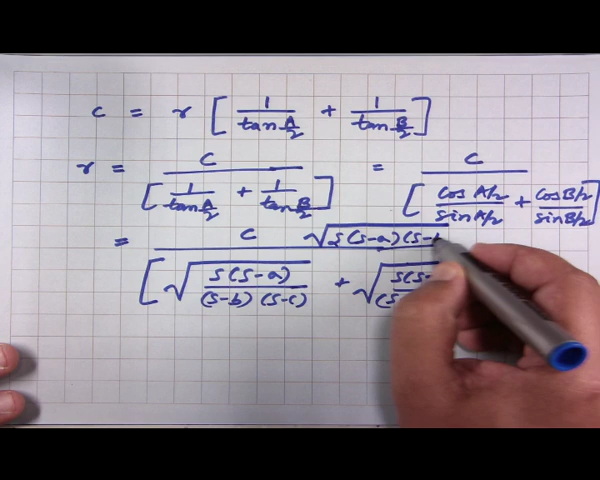 c = r [ 1/tan A/2 + 1/tan B/2 ]
r = c/[ 1/tan A/2 + 1/tan B/2 ] = c/[ cos A/2/sin A/2 + cos B/2/sin B/2 ]
= c √s(s-a)(s-b
[ √s(s-a)/(s-b)(s-c) + √s(s-/(s-